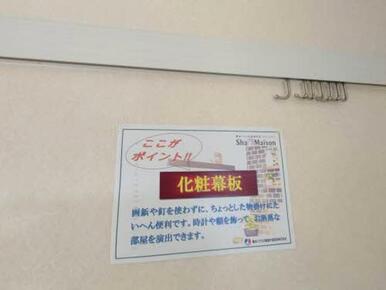 ここが
ポイント!!
Sha Maison
化粧幕板
画鋲や釘を使わずに、ちょっとした物掛けにた
いへん便利です。時計や額を飾って、お洒落な
部屋を演出できます。